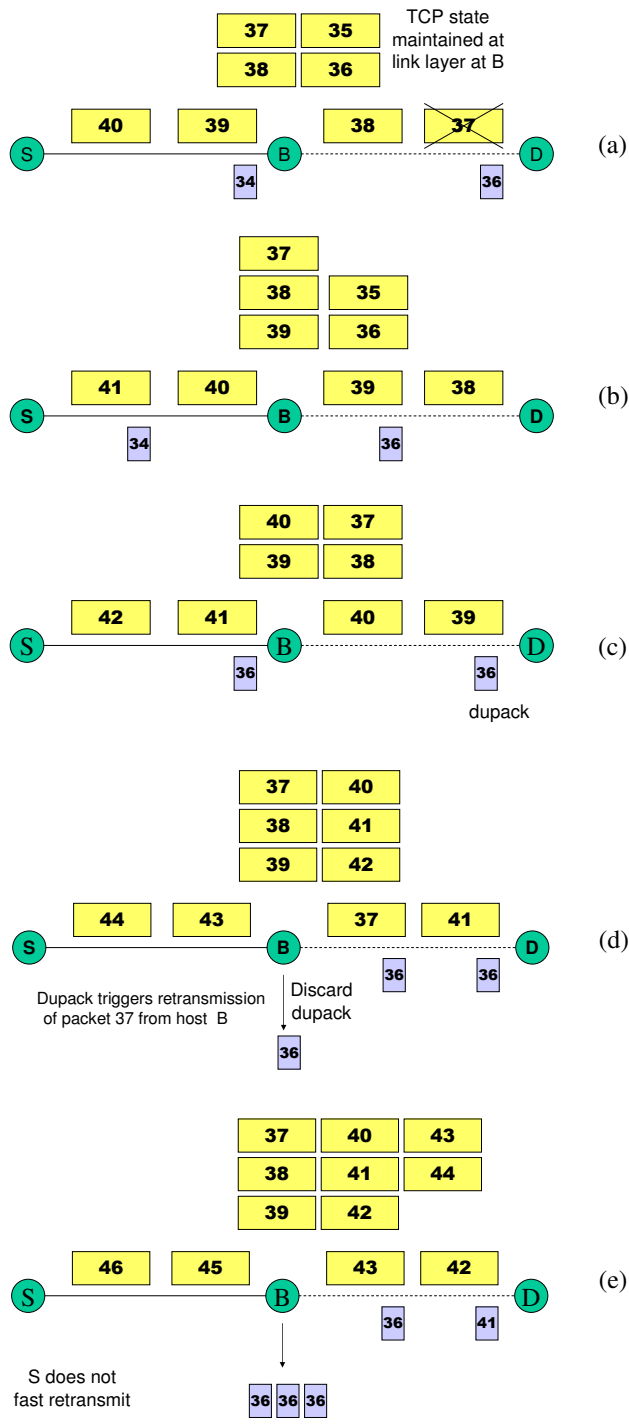 37 35
38 36
TCP state
maintained at
link layer at B
40 39 38 37
S B D
34 36
(a)
37
38 35
39 36
41 40 39 38
S B D
34 36
(b)
40 37
39 38
42 41 40 39
S B D
36 36
dupack
(c)
37 40
38 41
39 42
44 43 37 41
S B D
36 36
(d)
Dupack triggers retransmission
of packet 37 from host B
Discard
dupack
36
37 40 43
38 41 44
39 42
46 45 43 42
S B D
36 41
(e)
S does not
fast retransmit
36 36 36